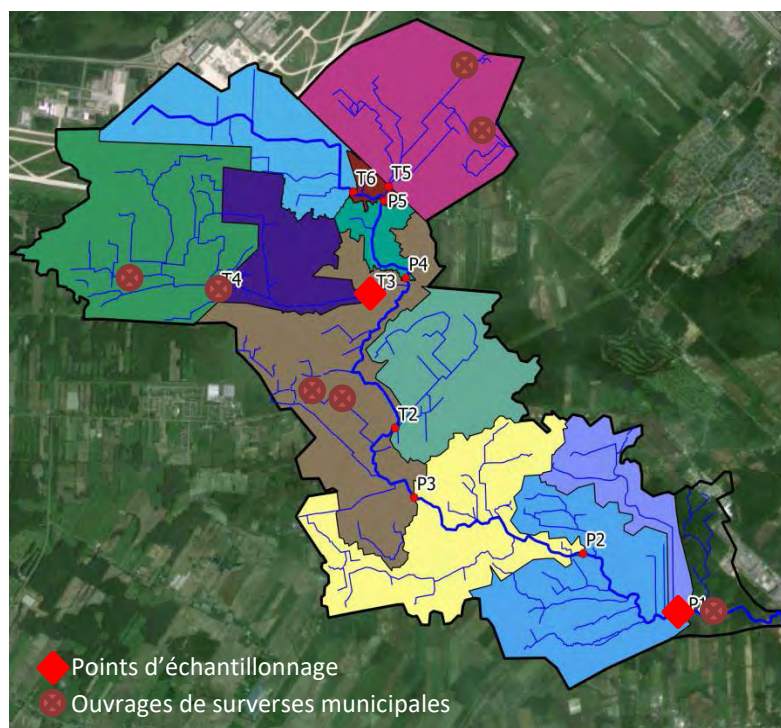 T5
T6
P5
P4
T4
T3
T2
P3
P2
P1
Points d'échantillonnage
Ouvrages de surverses municipales